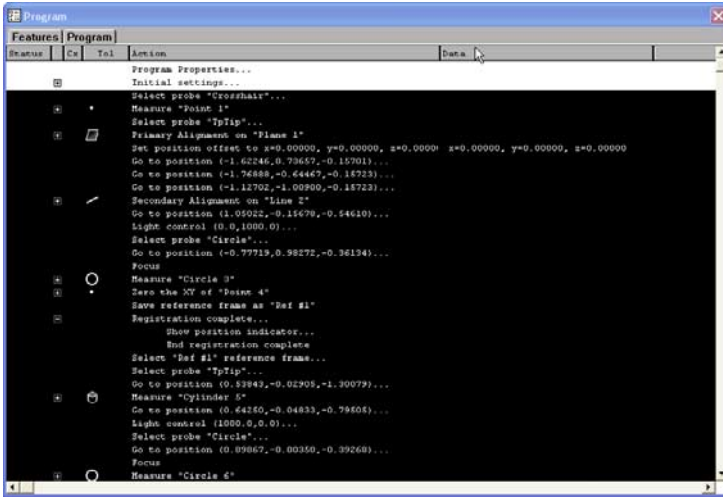 Program
Features Program
Status Cs Tol Action Data
Program Properties...
Initial settings...
Select probe "Crosshair"...
Measure "Point 1"
Select probe "TpTip"...
Primary Alignment on "Plane 1"
Set position offset to x=0.00000, y=0.00000, z=0.0000 x=0.00000, y=0.00000, z=0.00000
Go to position (-1.62246,0.73657,-0.15701)...
Go to position (-1.76888,-0.64467,-0.15723)...
Go to position (-1.12702,-1.00900,-0.15723)...
Secondary Alignment on "Line 2"
Go to position (1.05022,-0.15670,-0.54610)...
Light control (0.0,1000.0)...
Select probe "Circle"...
Go to position (-0.77719,0.98272,-0.36134)...
Focus
Measure "Circle 3"
Zero the XY of "Point 4"
Save reference frame as "Ref #1"
Registration complete...
Show position indicator...
End registration complete
Select "Ref #1" reference frame...
Select probe "TpTip"...
Go to position (0.53843,-0.02905,-1.30079)...
Measure "Cylinder 5"
Go to position (0.64250,-0.04833,-0.79505)...
Light control (1000.0,0.0)...
Select probe "Circle"...
Go to position (0.89867,-0.00350,-0.39268)...
Focus
Measure "Circle 6"